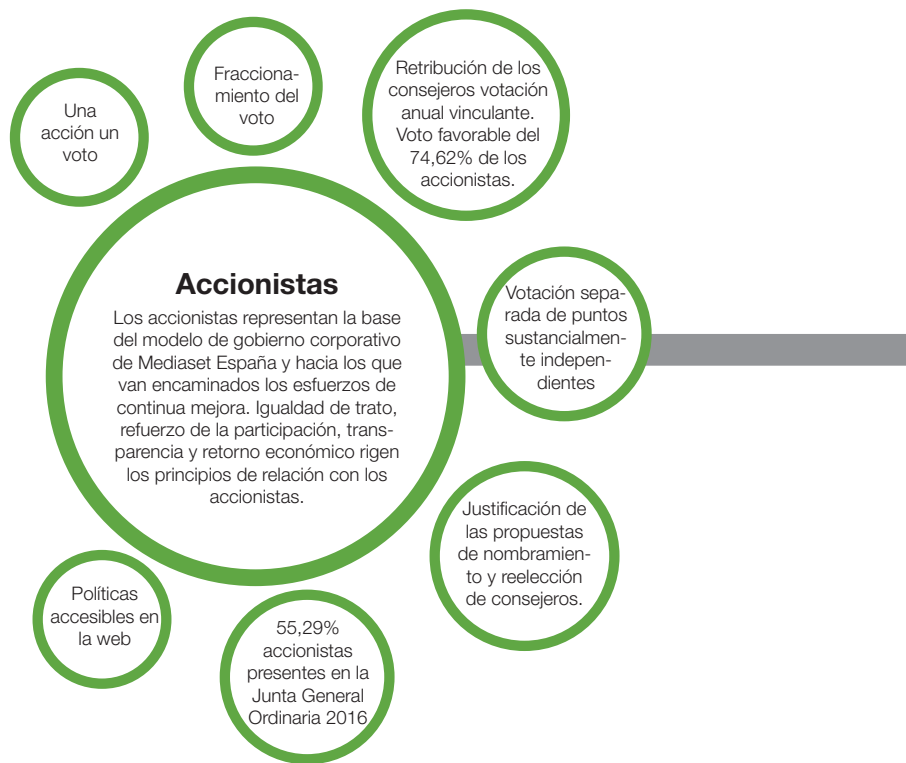 Una
acción un
voto
Fracciona-
miento del
voto
Retribución de los
consejeros votación
anual vinculante.
Voto favorable del
74,62% de los
accionistas.
Accionistas
Los accionistas representan la base
del modelo de gobierno corporativo
de Mediaset España y hacia los que
van encaminados los esfuerzos de
continua mejora. Igualdad de trato,
refuerzo de la participación, trans-
parencia y retorno económico rigen
los principios de relación con los
accionistas.
Votación sepa-
rada de puntos
sustancialmen-
te indepen-
dientes
Justificación de
las propuestas
de nombramien-
to y reelección
de consejeros.
Políticas
accesibles en
la web
55,29%
accionistas
presentes en la
Junta General
Ordinaria 2016